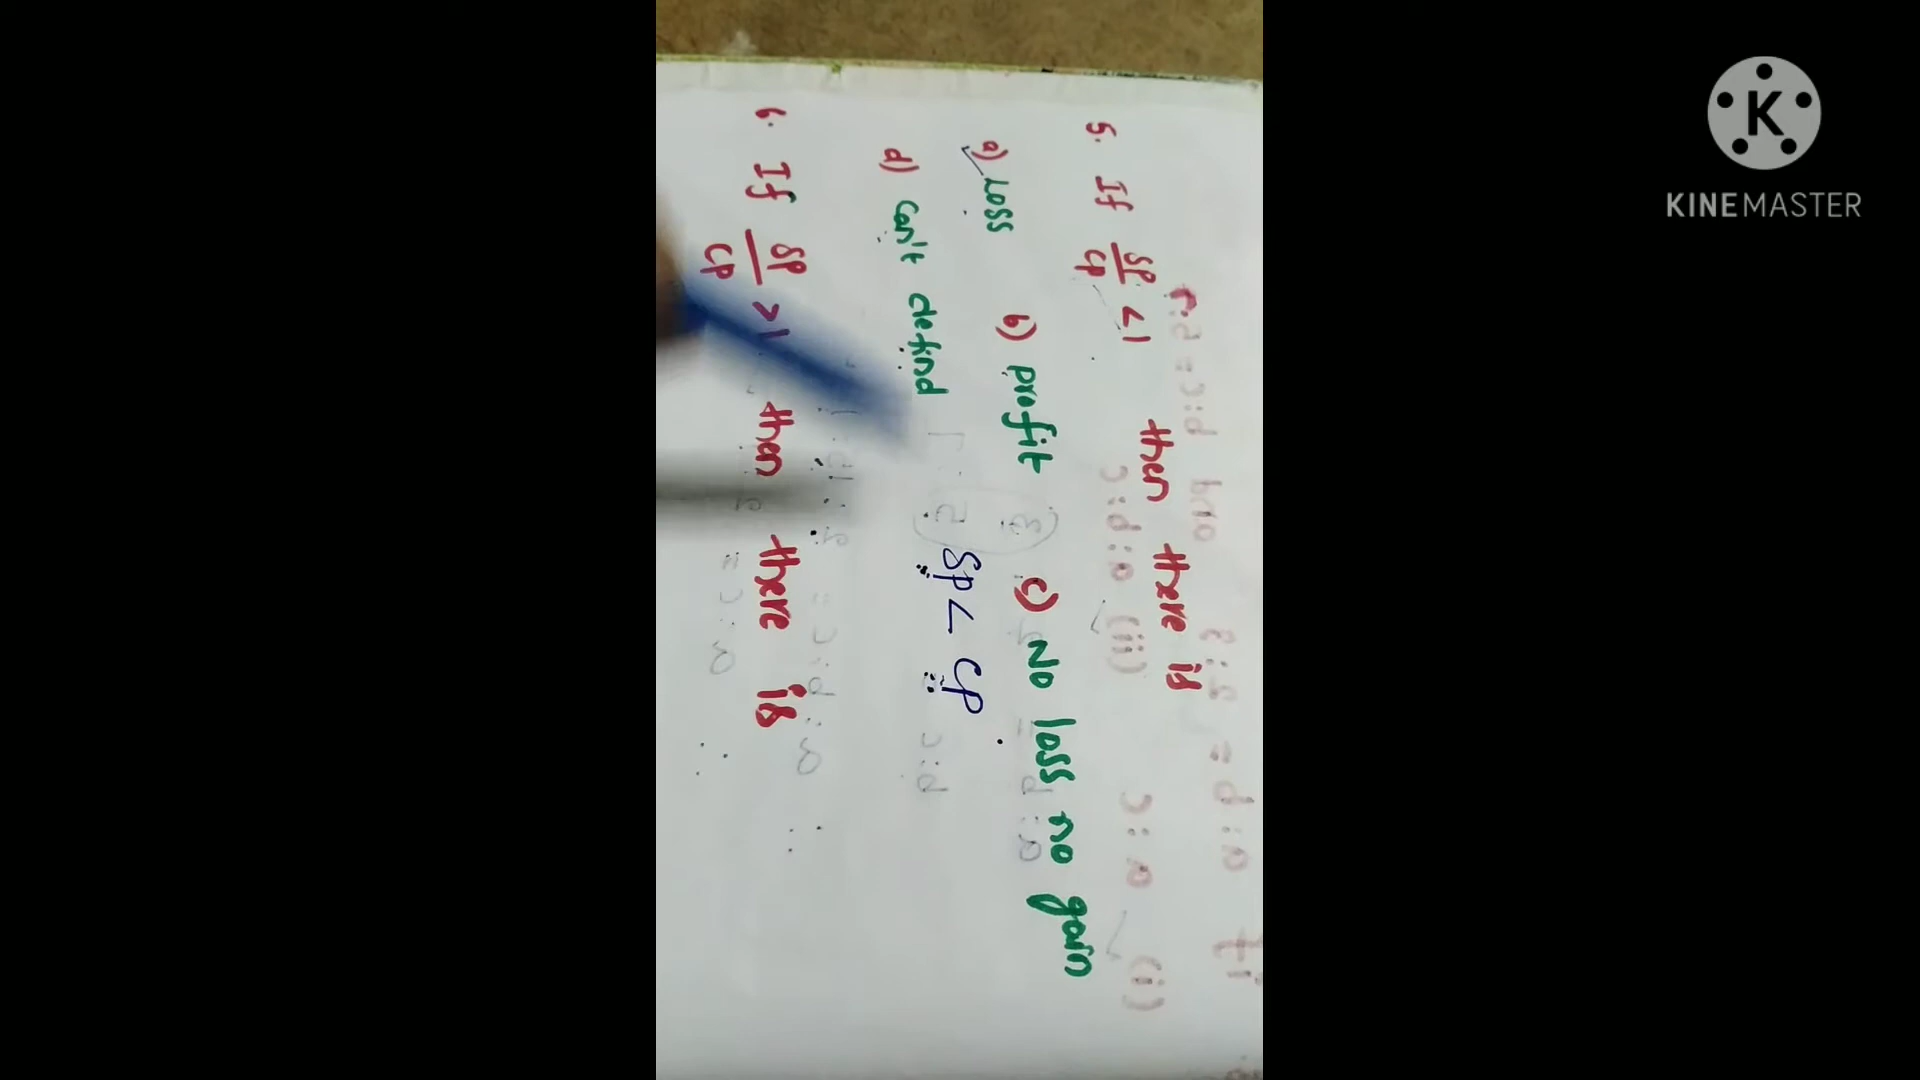 5. If SP/CP <1 then there is
a) Loss b) profit c) No loss no gain
d) can't defind
SP < CP
6. If SP/CP >1 then there is
K
KINEMASTER